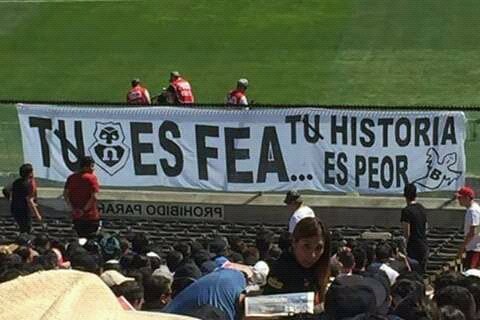 TU ES FEA... TU HISTORIA
ES PEOR
PROHIBIDO PARAR